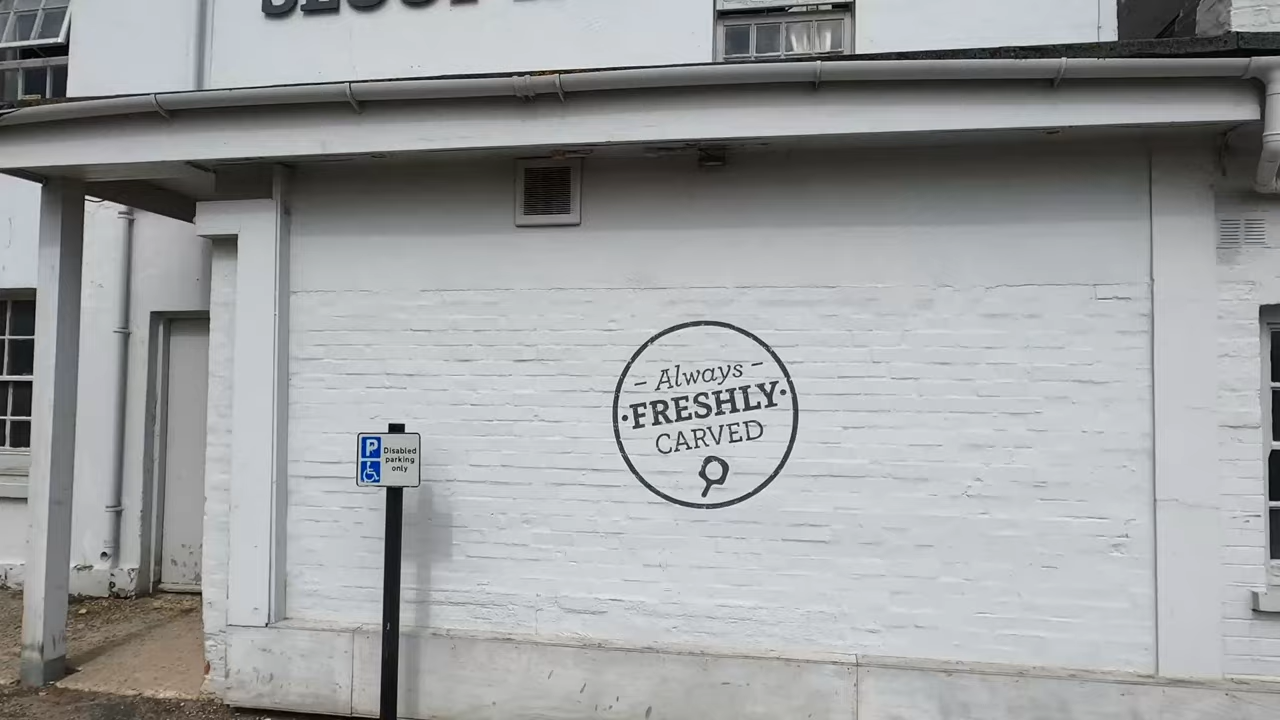 – Always –
·FRESHLY·
CARVED
P Disabled
parking
only